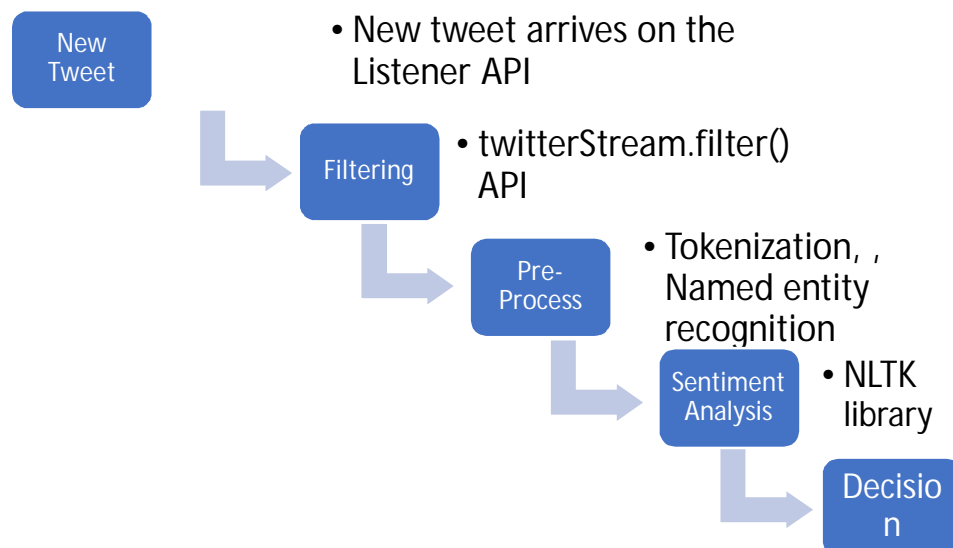 New
Tweet
• New tweet arrives on the
Listener API
Filtering
• twitterStream.filter()
API
Pre-
Process
• Tokenization, ,
Named entity
recognition
Sentiment
Analysis
• NLTK
library
Decisio
n